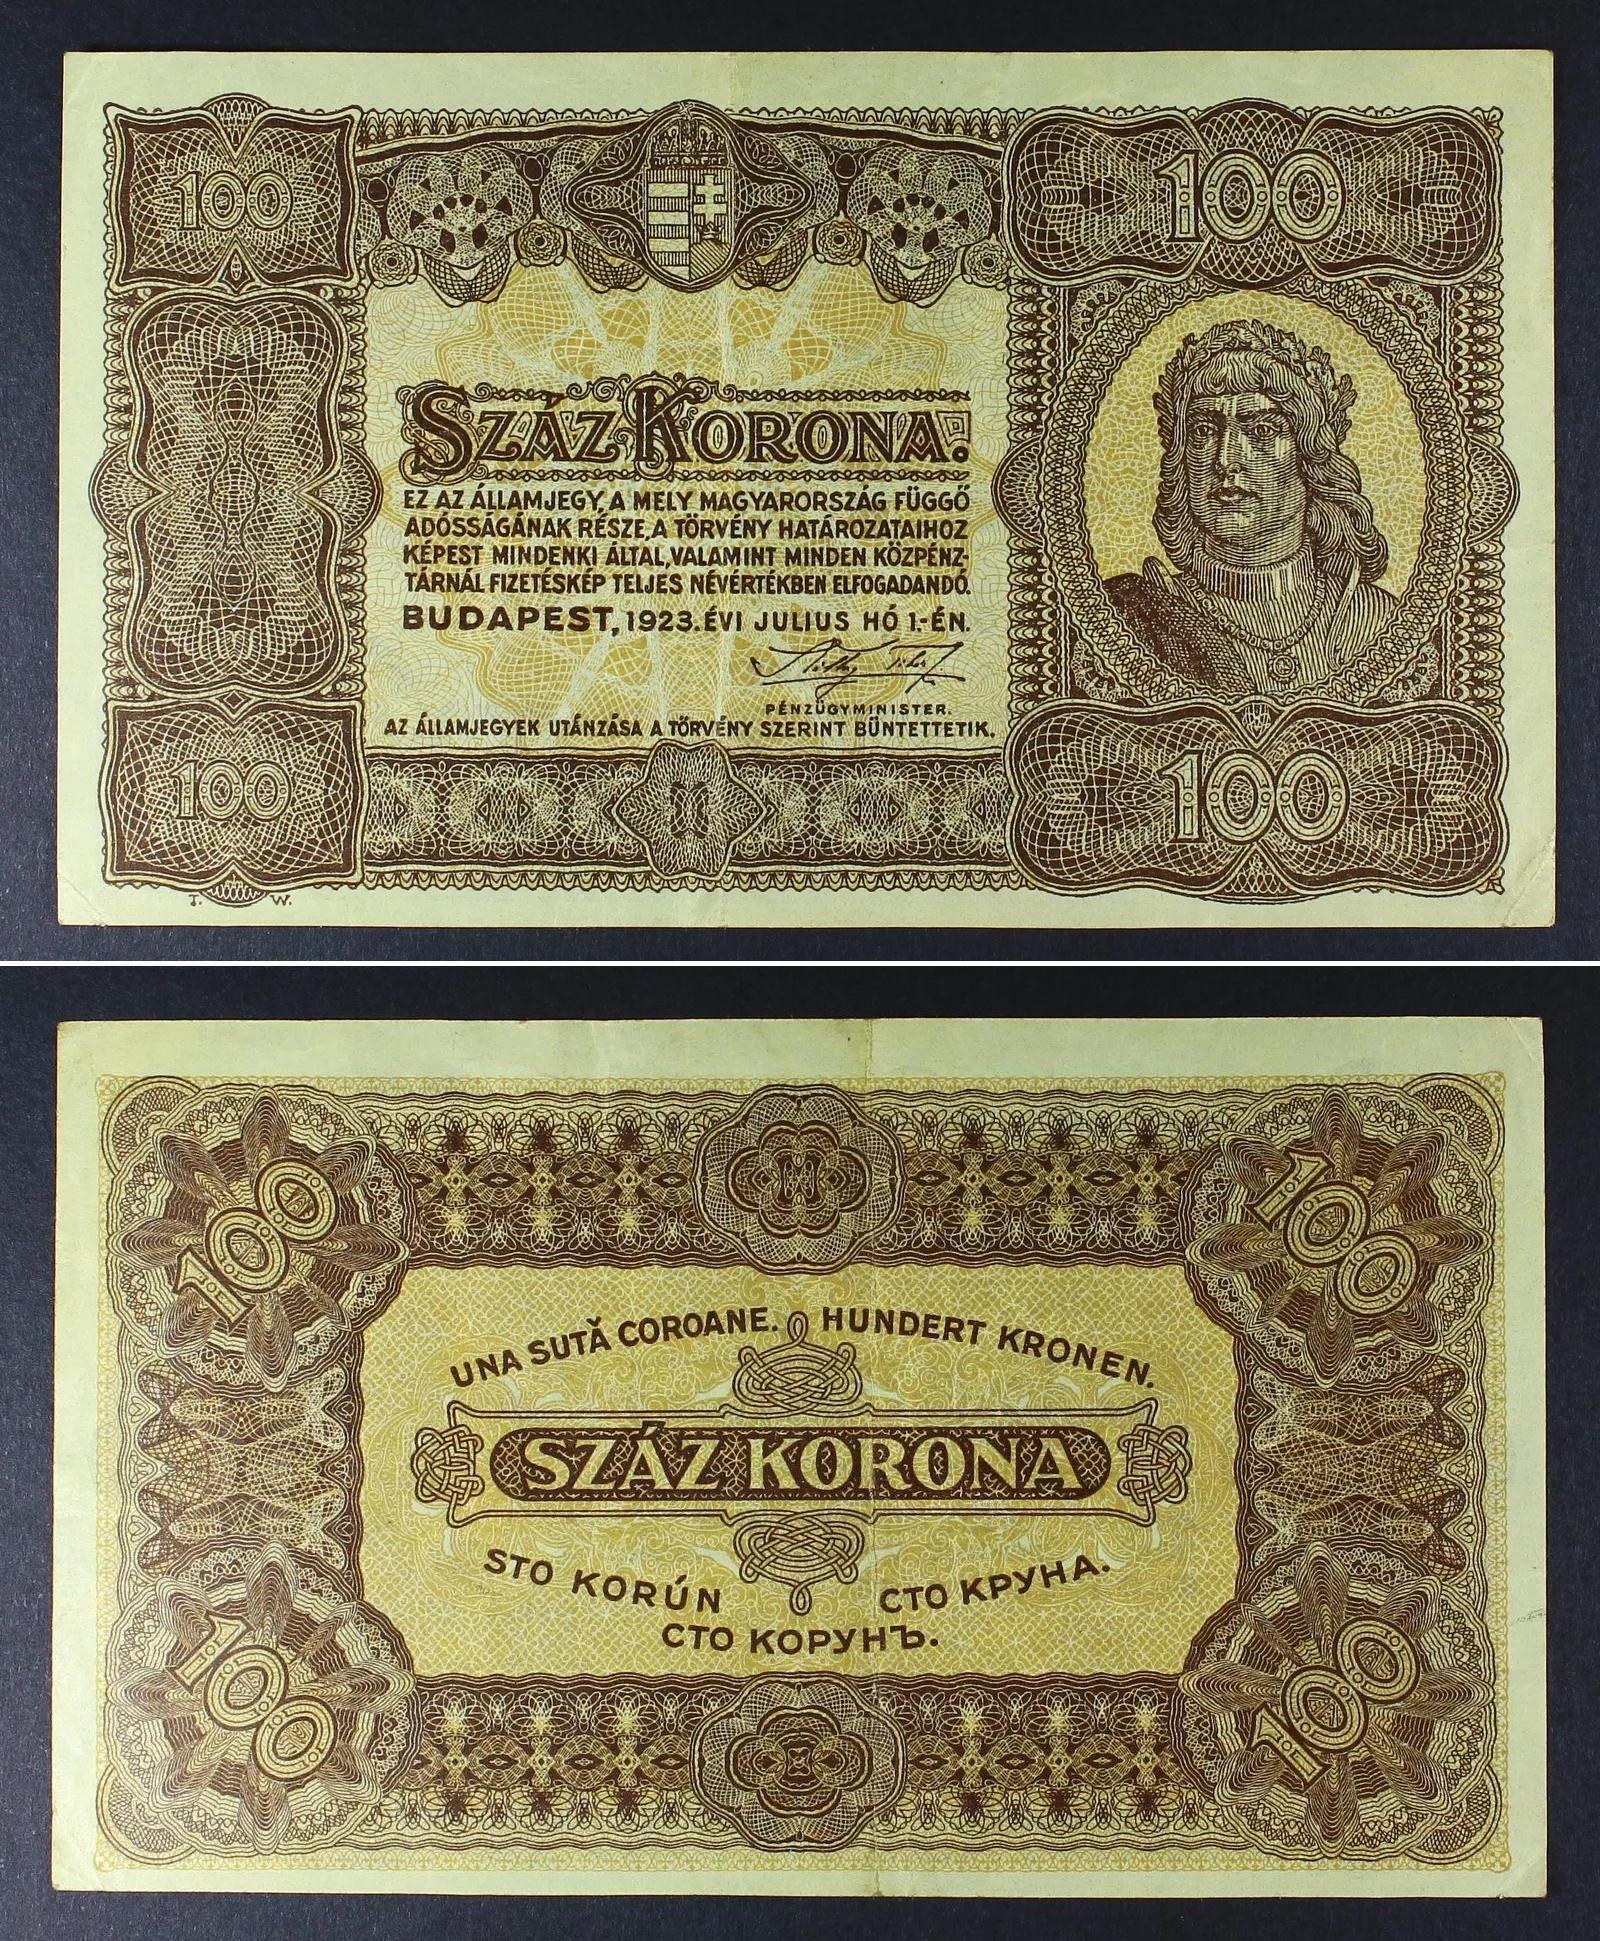 100
100
SZÁZ KORONA.
EZ AZ ÁLLAMJEGY, A MELY MAGYARORSZÁG FÜGGŐ
ADÓSSÁGÁNAK RÉSZE, A TÖRVÉNY HATÁROZATAIHOZ
KÉPEST MINDENKI ÁLTAL, VALAMINT MINDEN KÖZPÉNZ-
TÁRNÁL FIZETÉSKÉP TELJES NÉVÉRTÉKBEN ELFOGADANDÓ.
BUDAPEST, 1923. ÉVI JULIUS HÓ 1.-ÉN.
PÉNZÜGYMINISTER.
AZ ÁLLAMJEGYEK UTÁNZÁSA A TÖRVÉNY SZERINT BÜNTETTETIK.
100
100
T. W.
100
100
UNA SUTĂ COROANE. HUNDERT KRONEN.
SZÁZ KORONA
STO KORÚN СТО КРУНА.
СТО КОРУНЪ.
100
100